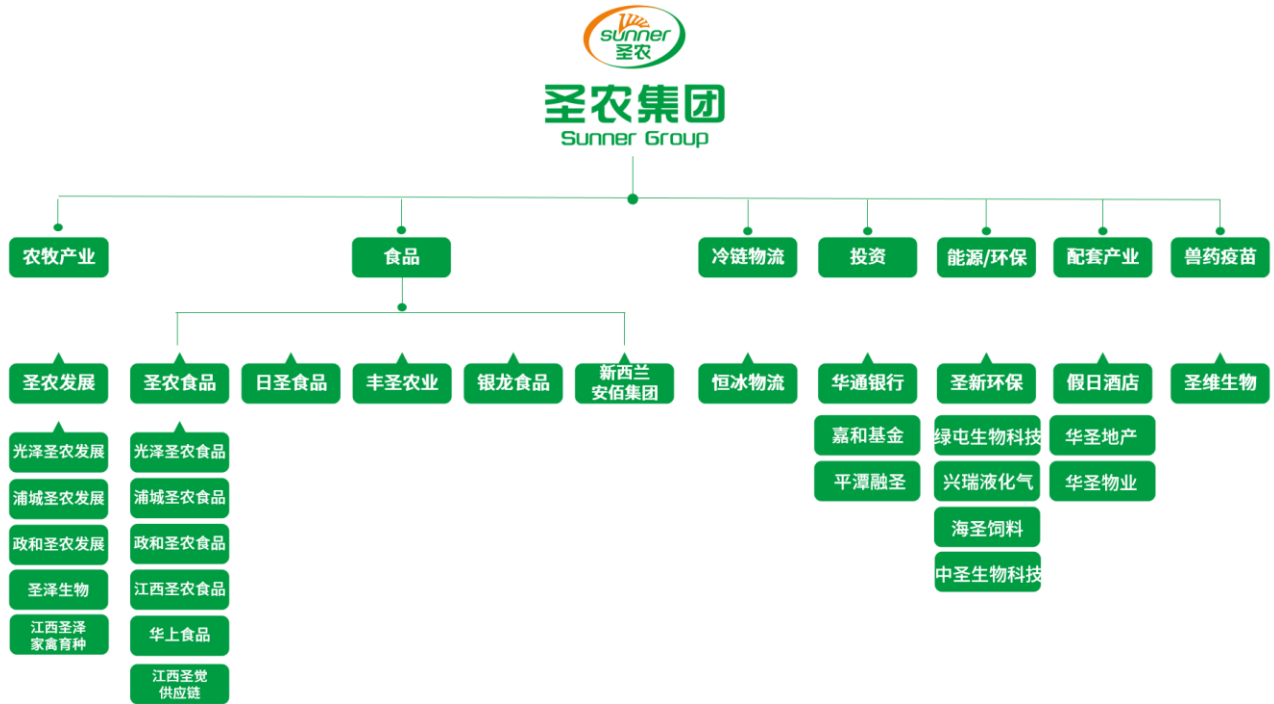 sunner
圣农
圣农集团
Sunner Group
农牧产业
食品
冷链物流
投资
能源/环保
配套产业
兽药疫苗
圣农发展
圣农食品
日圣食品
丰圣农业
银龙食品
新西兰
安佰集团
恒冰物流
华通银行
圣新环保
假日酒店
圣维生物
光泽圣农发展
浦城圣农发展
政和圣农发展
圣泽生物
江西圣泽
家禽育种
光泽圣农食品
浦城圣农食品
政和圣农食品
江西圣农食品
华上食品
江西圣觉
供应链
嘉和基金
平潭融圣
绿屯生物科技
兴瑞液化气
海圣饲料
中圣生物科技
华圣地产
华圣物业